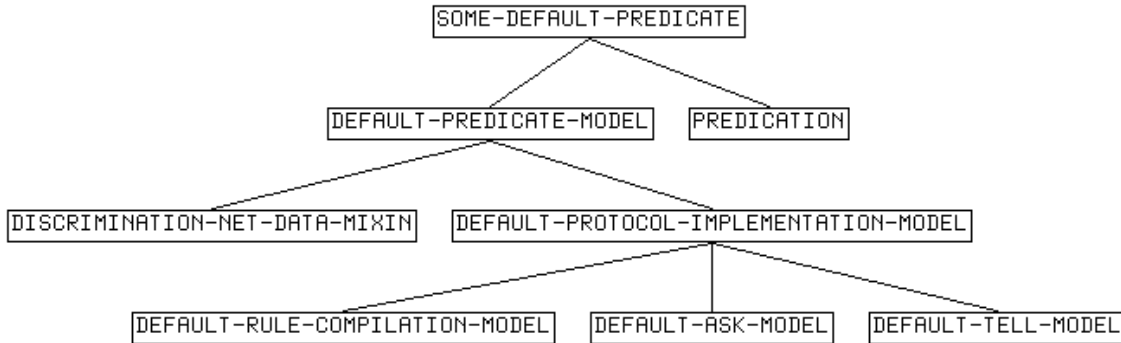 SOME-DEFAULT-PREDICATE
DEFAULT-PREDICATE-MODEL
PREDICATION
DISCRIMINATION-NET-DATA-MIXIN
DEFAULT-PROTOCOL-IMPLEMENTATION-MODEL
DEFAULT-RULE-COMPILATION-MODEL
DEFAULT-ASK-MODEL
DEFAULT-TELL-MODEL